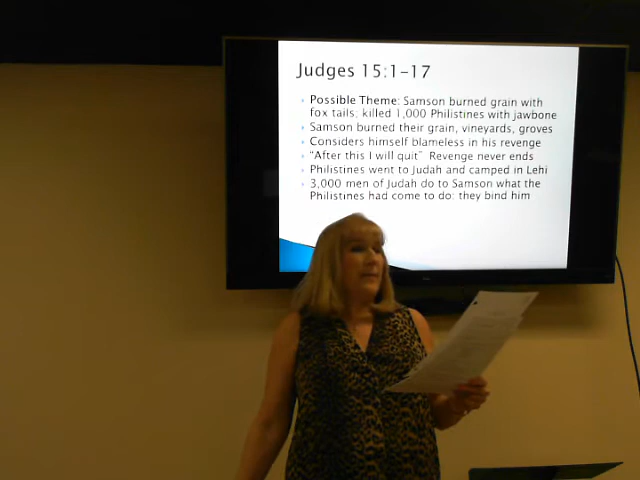 Judges 15:1-17
Possible Theme: Samson burned grain with
fox tails; killed 1,000 Philistines with jawbone
Samson burned their grain, vineyards, groves
Considers himself blameless in his revenge
"After this I will quit" Revenge never ends
Philistines went to Judah and camped in Lehi
3,000 men of Judah do to Samson what the
Philistines had come to do: they bind him